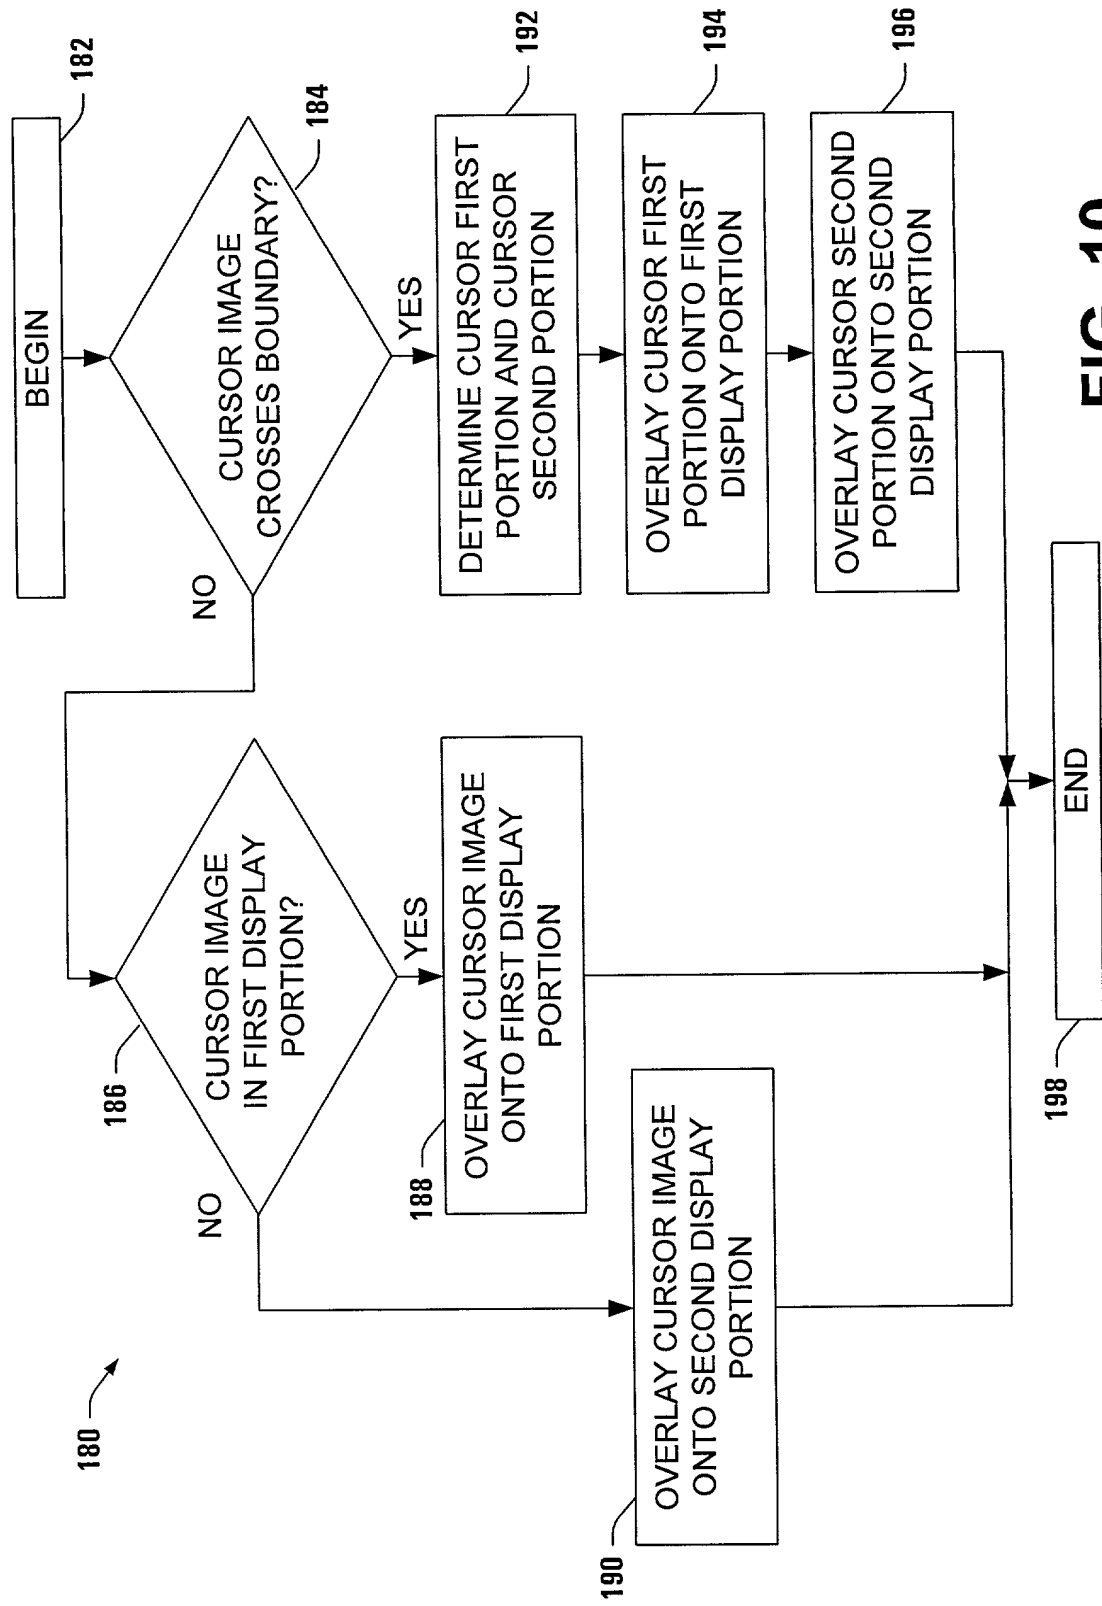 180
BEGIN
182
CURSOR IMAGE
CROSSES BOUNDARY?
184
NO
YES
CURSOR IMAGE
IN FIRST DISPLAY
PORTION?
186
NO
YES
OVERLAY CURSOR IMAGE
ONTO FIRST DISPLAY
PORTION
188
OVERLAY CURSOR IMAGE
ONTO SECOND DISPLAY
PORTION
190
DETERMINE CURSOR FIRST
PORTION AND CURSOR
SECOND PORTION
192
OVERLAY CURSOR FIRST
PORTION ONTO FIRST
DISPLAY PORTION
194
OVERLAY CURSOR SECOND
PORTION ONTO SECOND
DISPLAY PORTION
196
END
198
FIG